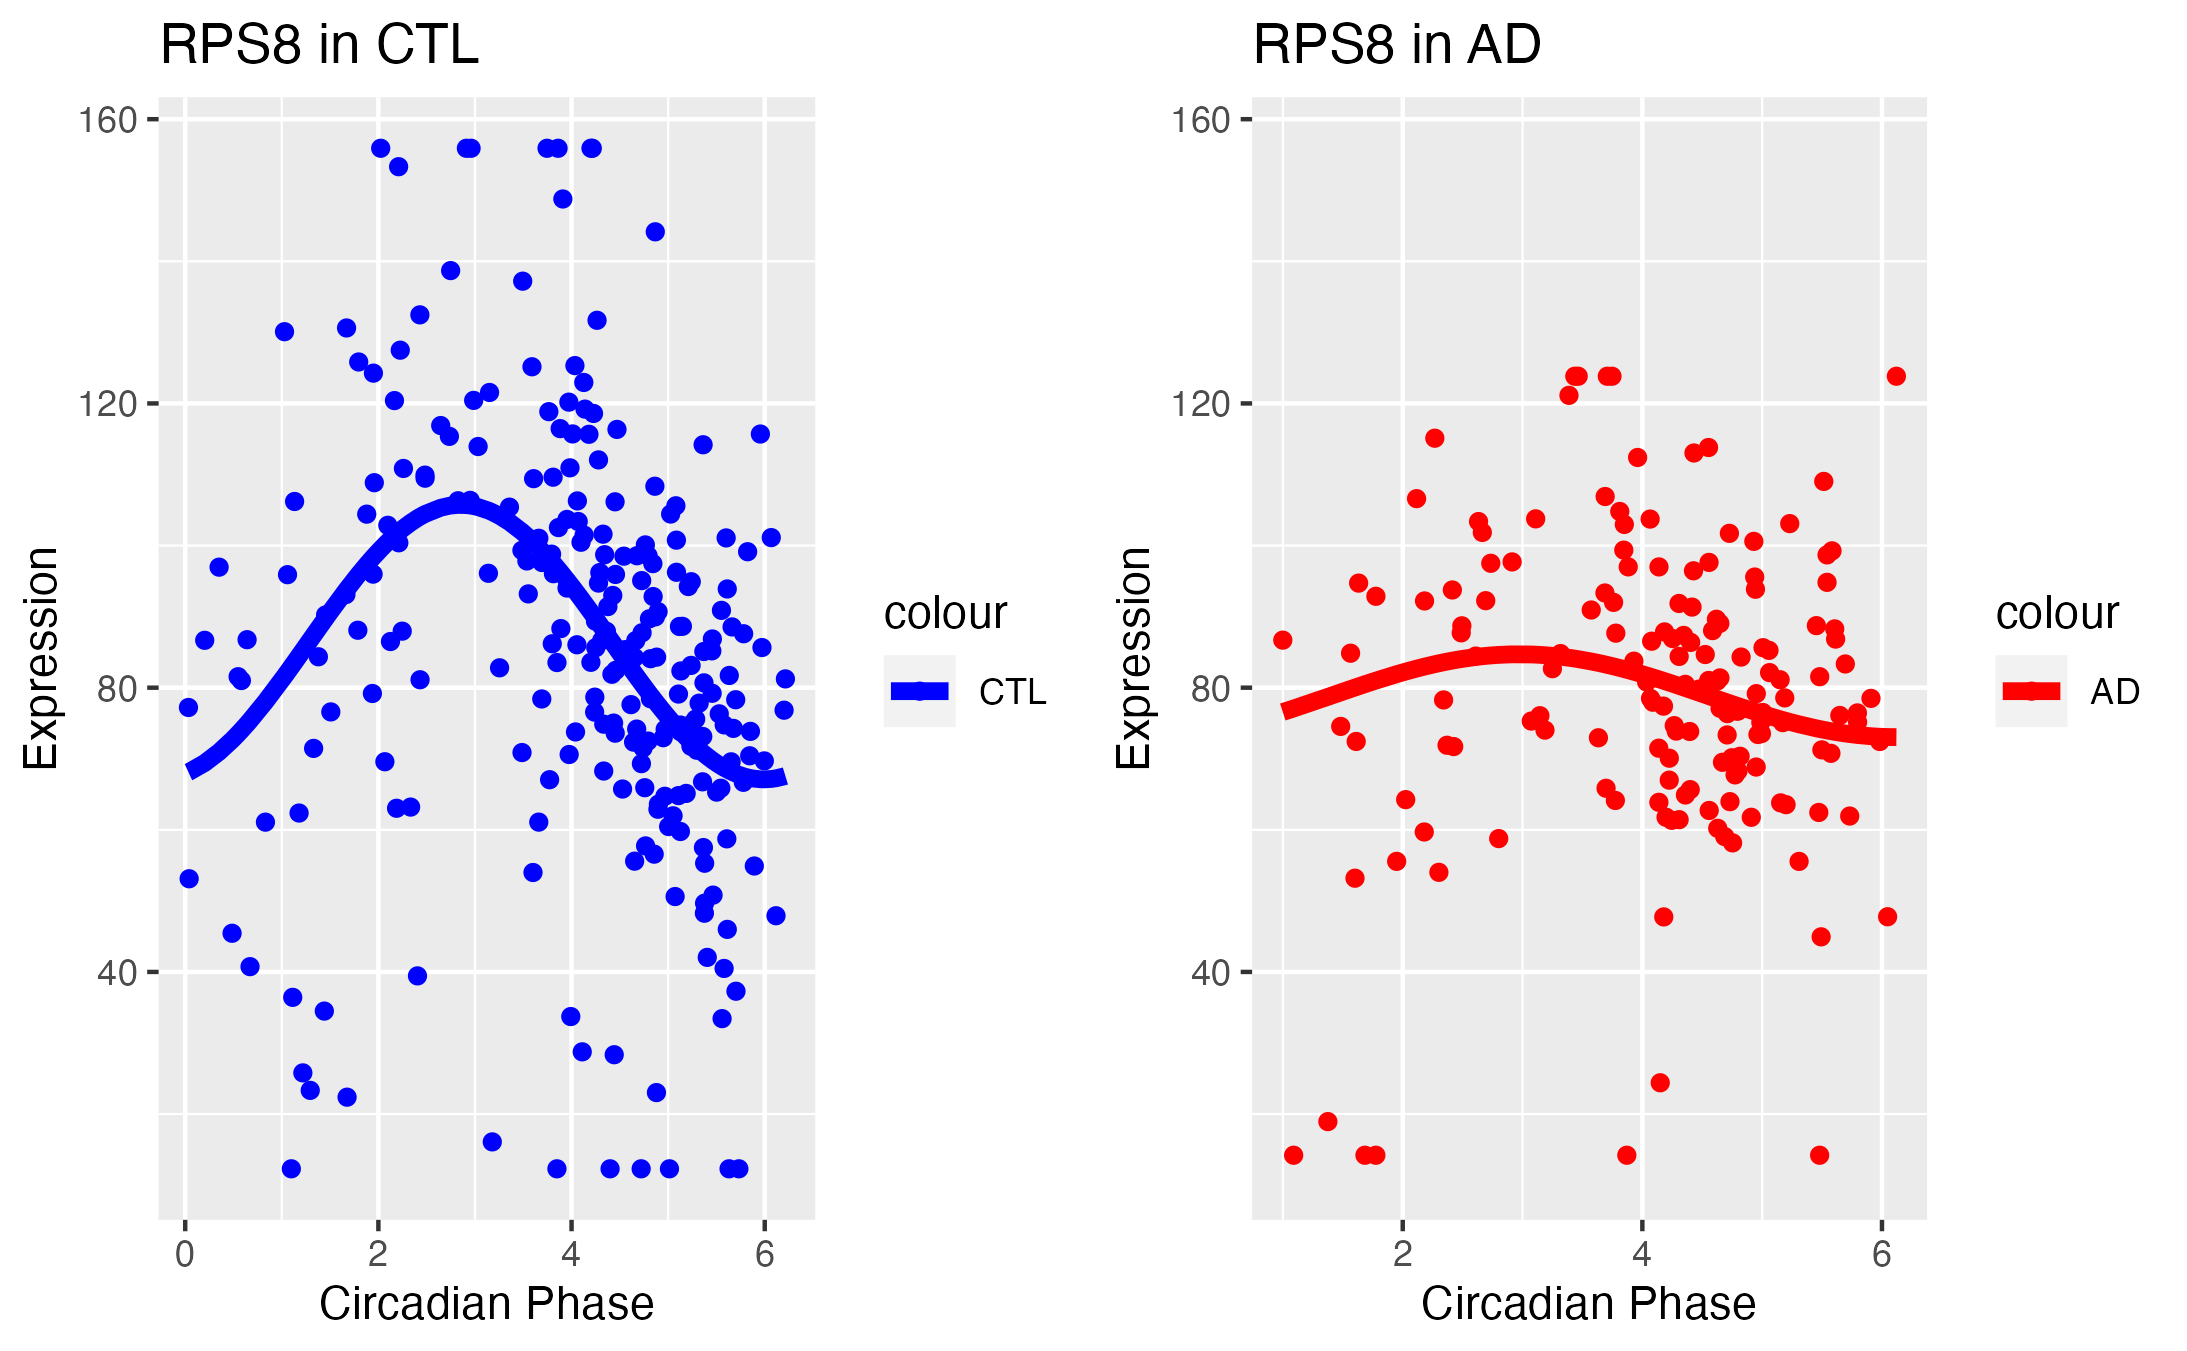 RPS8 in CTL
160
120
80
40
Expression
0 2 4 6
Circadian Phase
colour
CTL
RPS8 in AD
160
120
80
40
Expression
2 4 6
Circadian Phase
colour
AD